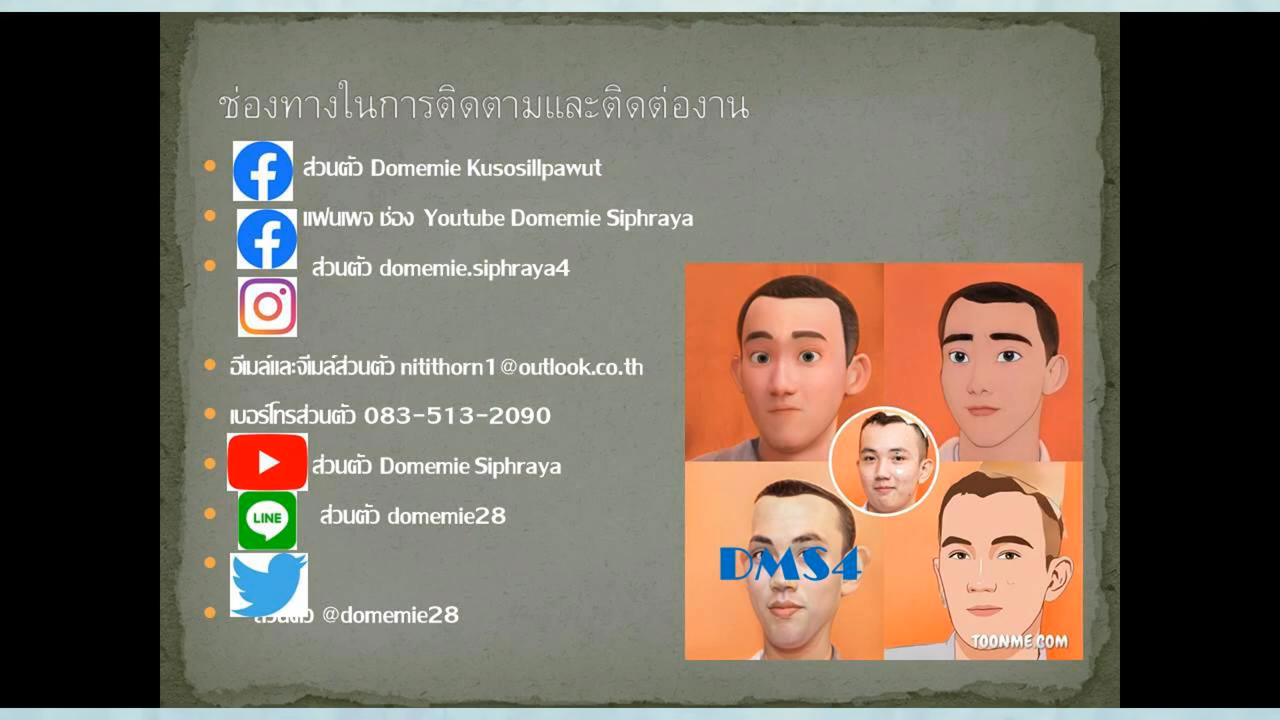 ช่องทางในการติดตามและติดต่องาน
ส่วนตัว Domemie Kusosillpawut
แฟนเพจ ช่อง Youtube Domemie Siphraya
ส่วนตัว domemie.siphraya4
อีเมล์และจีเมล์ส่วนตัว nitithorn1@outlook.co.th
เบอร์โทรส่วนตัว 083-513-2090
ส่วนตัว Domemie Siphraya
LINE
ส่วนตัว domemie28
ส่วนตัว @domemie28
DMS4
TOONME.COM